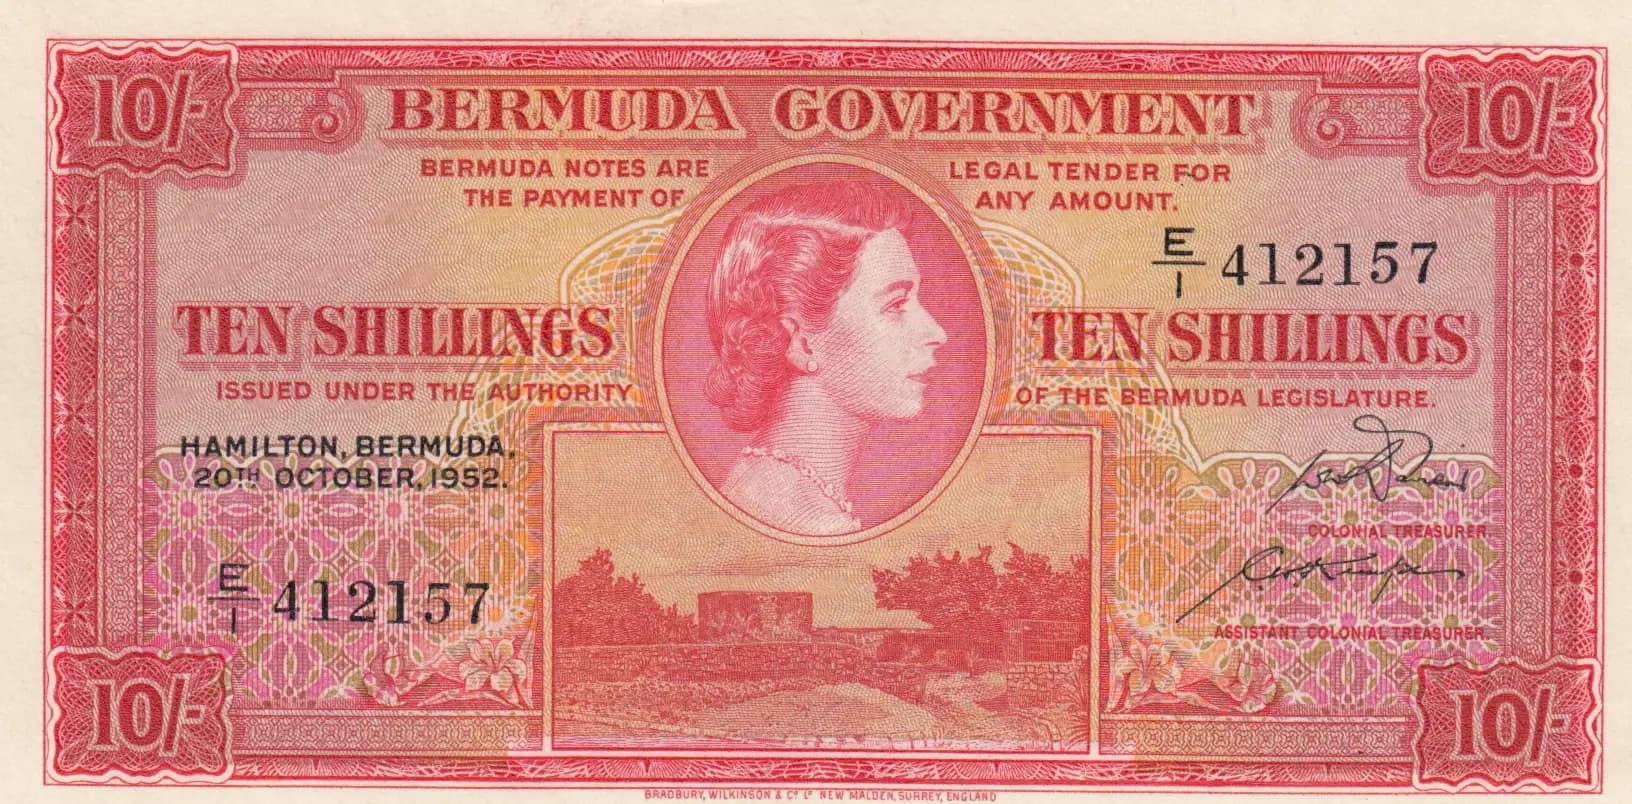 10/- BERMUDA GOVERNMENT 10/-
BERMUDA NOTES ARE LEGAL TENDER FOR
THE PAYMENT OF ANY AMOUNT.
E/1 412157
TEN SHILLINGS TEN SHILLINGS
ISSUED UNDER THE AUTHORITY OF THE BERMUDA LEGISLATURE.
HAMILTON, BERMUDA.
20TH OCTOBER, 1952.
COLONIAL TREASURER
E/1 412157
ASSISTANT COLONIAL TREASURER.
10/- 10/-
BRADBURY, WILKINSON & Cº Lº NEW MALDEN, SURREY, ENGLAND